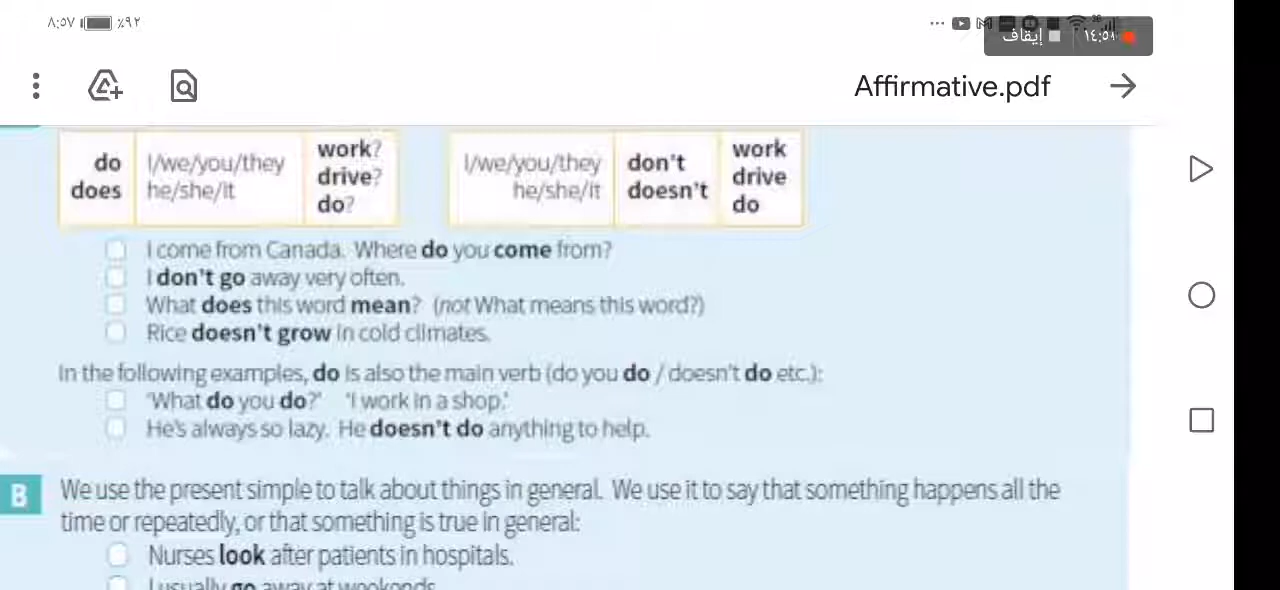 ٨:٥٧ ٪٩٢
إيقاف
Affirmative.pdf
do I/we/you/they work?
does he/she/it drive?
do?
I/we/you/they don't work
he/she/it doesn't drive
do
I come from Canada. Where do you come from?
I don't go away very often.
What does this word mean? (not What means this word?)
Rice doesn't grow in cold climates.
In the following examples, do is also the main verb (do you do / doesn't do etc.):
'What do you do?' 'I work in a shop.'
He's always so lazy. He doesn't do anything to help.
B We use the present simple to talk about things in general. We use it to say that something happens all the
time or repeatedly, or that something is true in general:
Nurses look after patients in hospitals.
I usually go away at weekends.